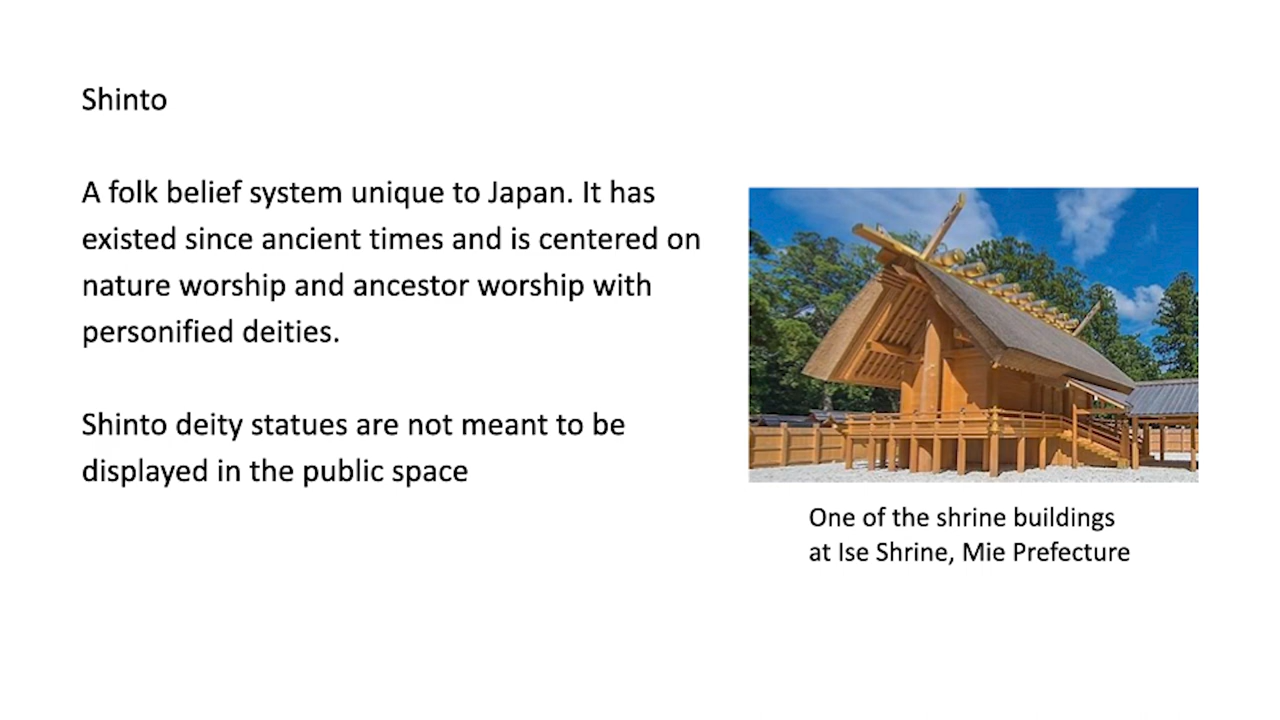 Shinto
A folk belief system unique to Japan. It has
existed since ancient times and is centered on
nature worship and ancestor worship with
personified deities.
Shinto deity statues are not meant to be
displayed in the public space
One of the shrine buildings
at Ise Shrine, Mie Prefecture